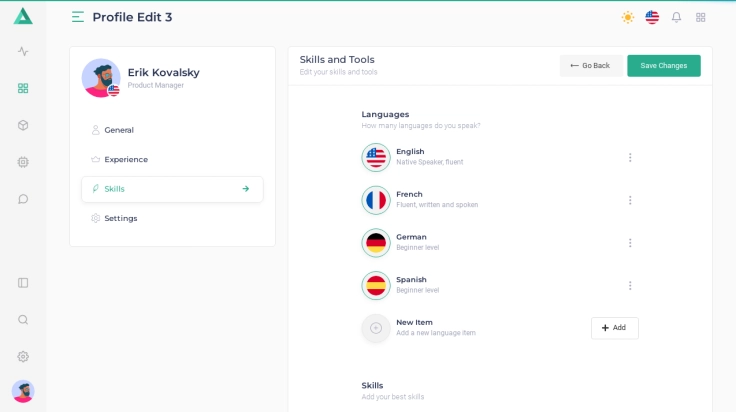 Profile Edit 3
Erik Kovalsky
Product Manager
General
Experience
Skills
Settings
Skills and Tools
Edit your skills and tools
Go Back
Save Changes
Languages
How many languages do you speak?
English
Native Speaker, fluent
French
Fluent, written and spoken
German
Beginner level
Spanish
Beginner level
New Item
Add a new language item
Add
Skills
Add your best skills